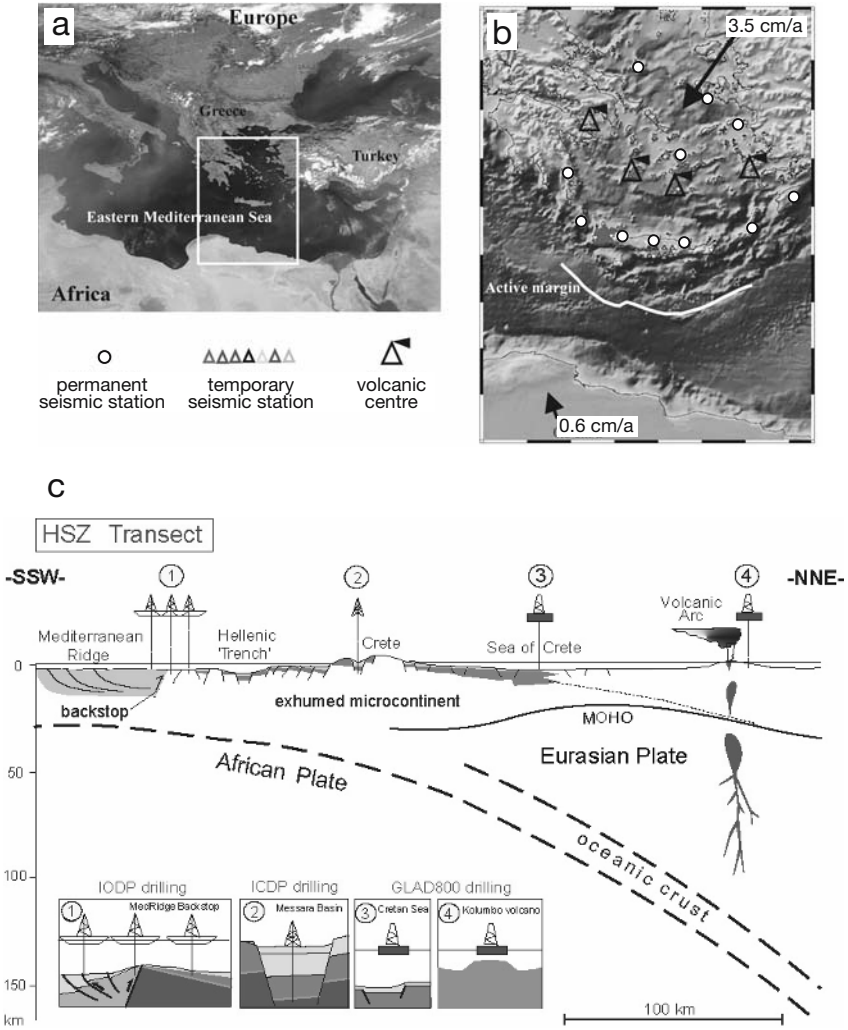 a
Europe
Greece
Turkey
Eastern Mediterranean Sea
Africa
permanent
seismic station
temporary
seismic station
volcanic
centre
b
3.5 cm/a
Active margin
0.6 cm/a
c
HSZ Transect
-SSW-
1
2
3
4
-NNE-
Mediterranean
Ridge
Hellenic
'Trench'
Crete
Sea of Crete
Volcanic
Arc
0
backstop
exhumed microcontinent
MOHO
African Plate
Eurasian Plate
50
oceanic crust
100
IODP drilling
ICDP drilling
GLAD800 drilling
1
MedRidge Backstop
2
Messara Basin
3
Cretan Sea
4
Kolumbo volcano
150
km
100 km